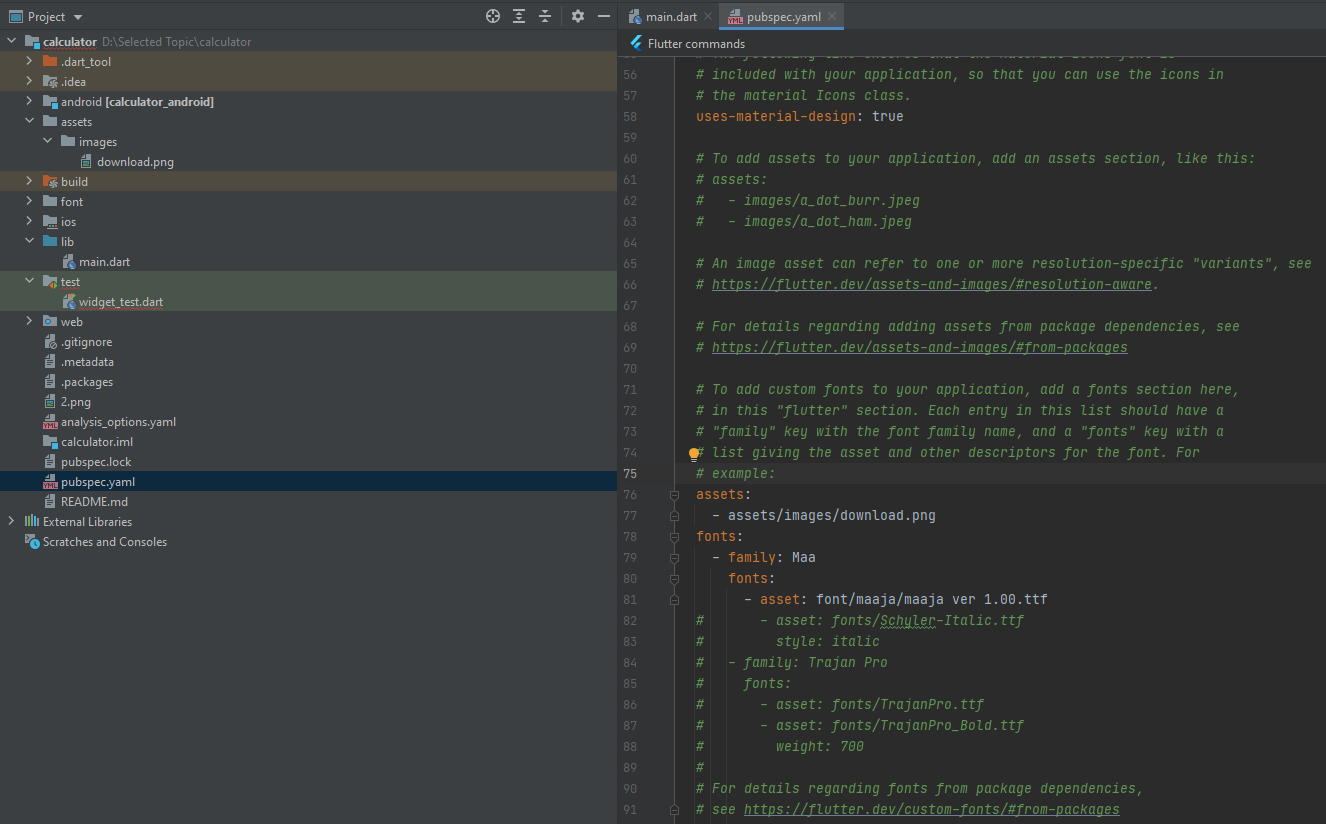 Project
calculator D:\Selected Topic\calculator
.dart_tool
.idea
android [calculator_android]
assets
images
download.png
build
font
ios
lib
main.dart
test
widget_test.dart
web
.gitignore
.metadata
.packages
2.png
analysis_options.yaml
calculator.iml
pubspec.lock
pubspec.yaml
README.md
External Libraries
Scratches and Consoles
main.dart
pubspec.yaml
Flutter commands
56 # included with your application, so that you can use the icons in
57 # the material Icons class.
58 uses-material-design: true
59
60 # To add assets to your application, add an assets section, like this:
61 # assets:
62 #   - images/a_dot_burr.jpeg
63 #   - images/a_dot_ham.jpeg
64
65 # An image asset can refer to one or more resolution-specific "variants", see
66 # https://flutter.dev/assets-and-images/#resolution-aware.
67
68 # For details regarding adding assets from package dependencies, see
69 # https://flutter.dev/assets-and-images/#from-packages
70
71 # To add custom fonts to your application, add a fonts section here,
72 # in this "flutter" section. Each entry in this list should have a
73 # "family" key with the font family name, and a "fonts" key with a
74 # list giving the asset and other descriptors for the font. For
75 # example:
76 assets:
77   - assets/images/download.png
78 fonts:
79   - family: Maa
80     fonts:
81       - asset: font/maaja/maaja ver 1.00.ttf
82 #       - asset: fonts/Schyler-Italic.ttf
83 #         style: italic
84 #   - family: Trajan Pro
85 #     fonts:
86 #       - asset: fonts/TrajanPro.ttf
87 #       - asset: fonts/TrajanPro_Bold.ttf
88 #         weight: 700
89 #
90 # For details regarding fonts from package dependencies,
91 # see https://flutter.dev/custom-fonts/#from-packages